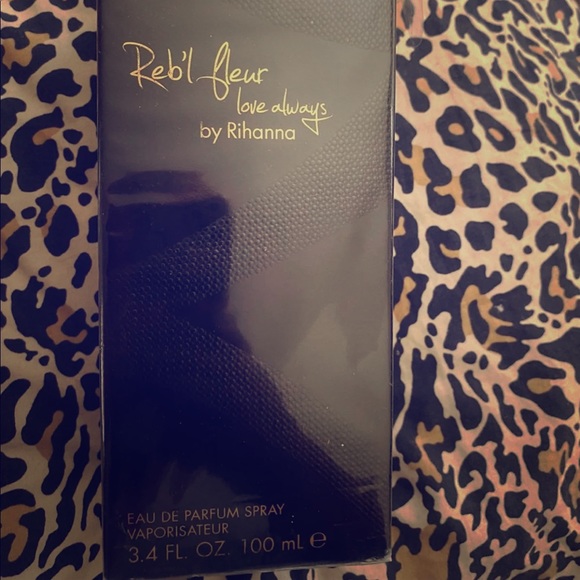 Reb'l fleur
love always
by Rihanna
EAU DE PARFUM SPRAY
VAPORISATEUR
3.4 FL. OZ. 100 mL ℮